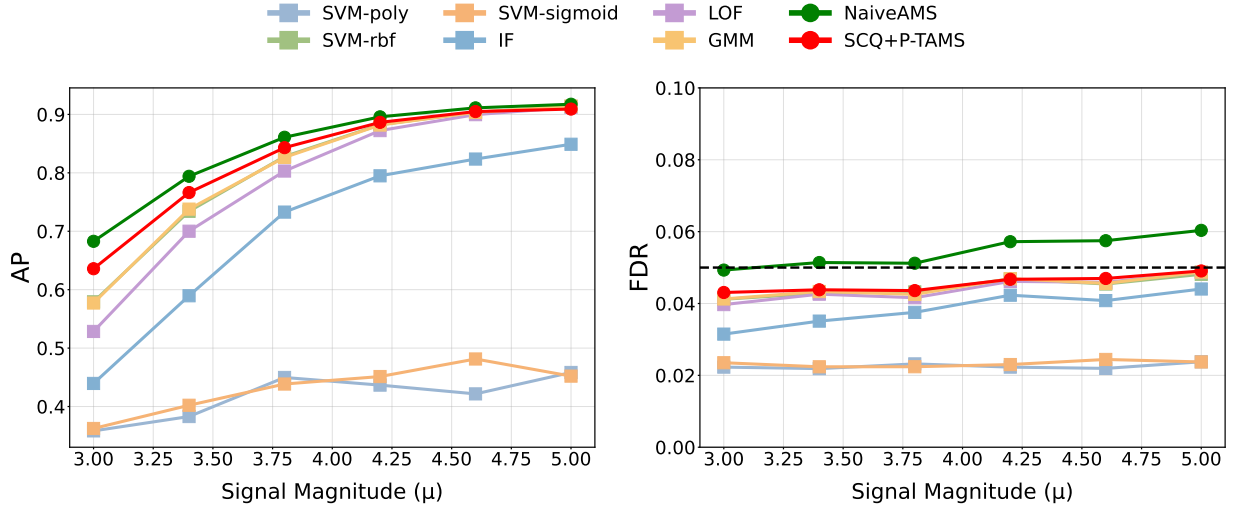 SVM-poly SVM-sigmoid LOF NaiveAMS
SVM-rbf IF GMM SCQ+P-TAMS
0.9
0.8
0.7
0.6
0.5
0.4
AP
3.00 3.25 3.50 3.75 4.00 4.25 4.50 4.75 5.00
Signal Magnitude (μ)
0.10
0.08
0.06
0.04
0.02
0.00
FDR
3.00 3.25 3.50 3.75 4.00 4.25 4.50 4.75 5.00
Signal Magnitude (μ)